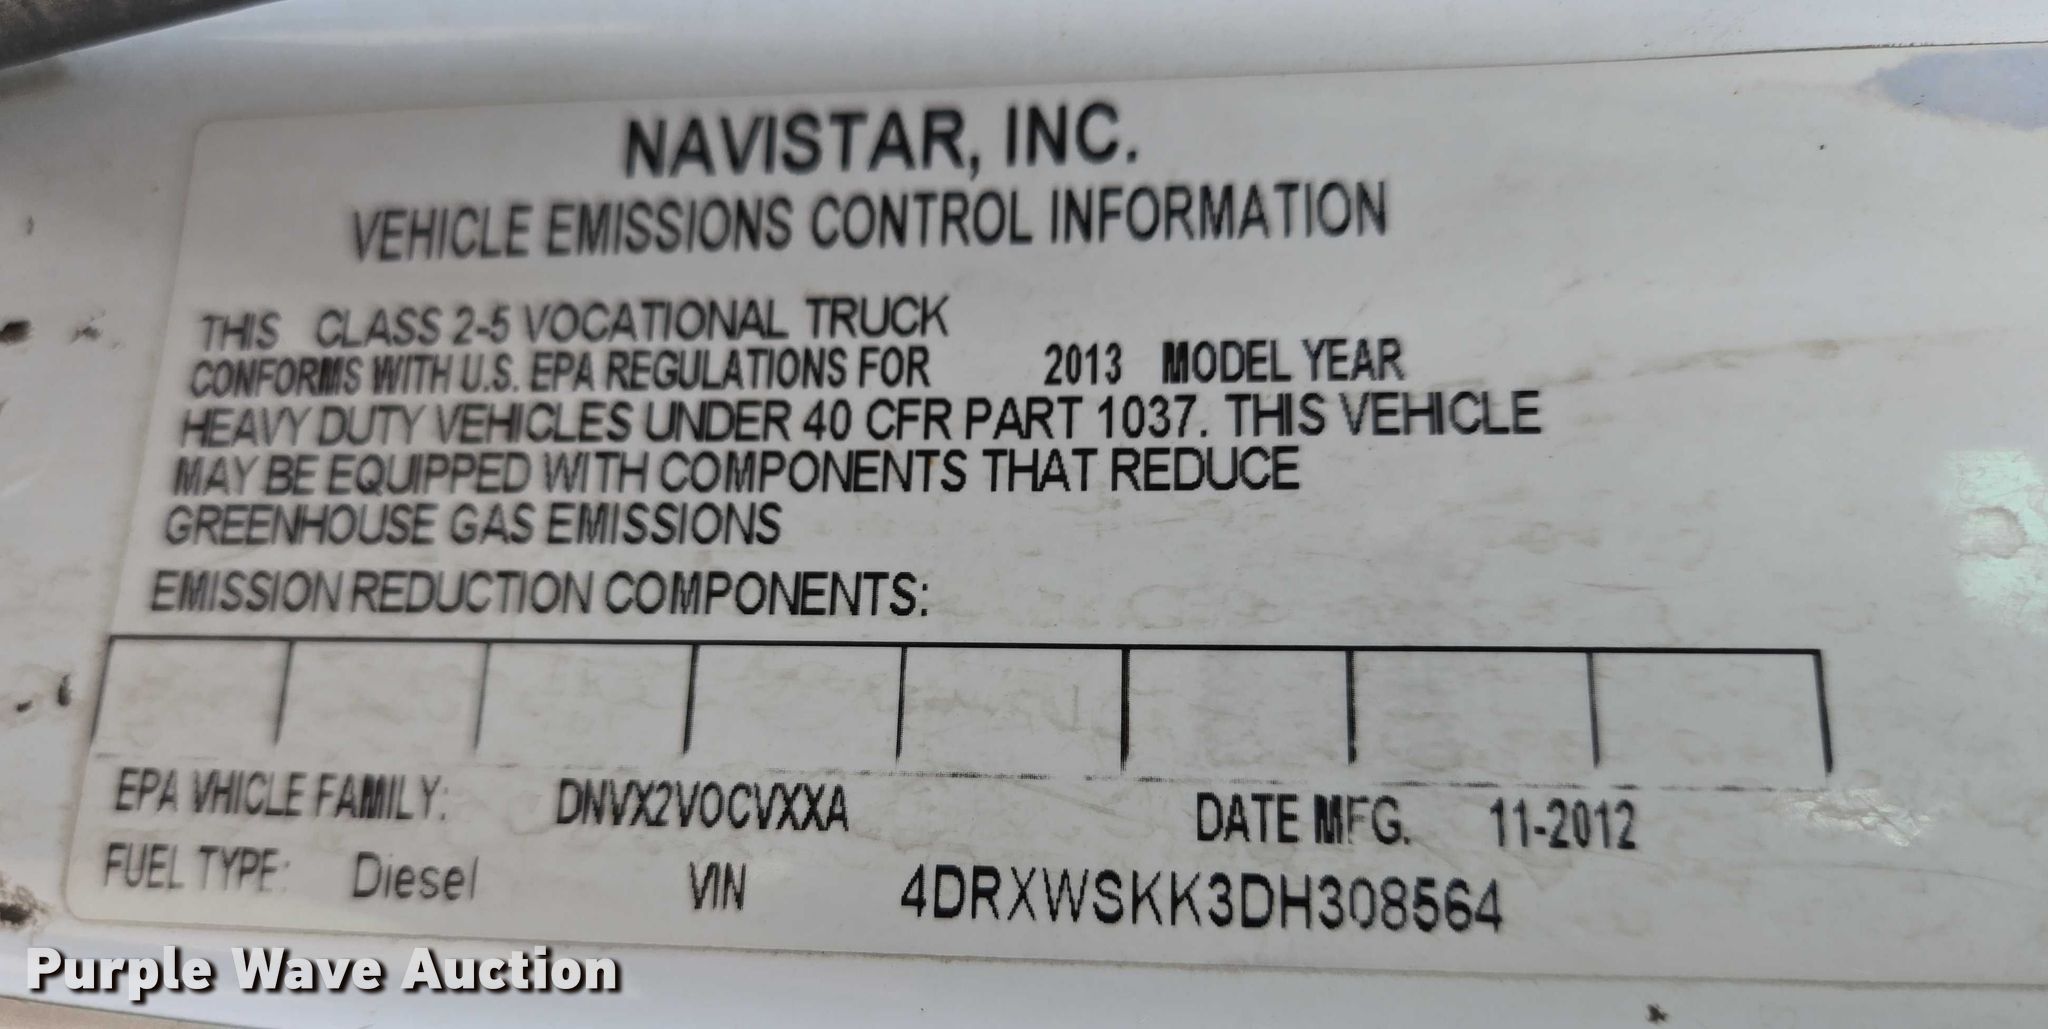 NAVISTAR, INC.
VEHICLE EMISSIONS CONTROL INFORMATION
THIS CLASS 2-5 VOCATIONAL TRUCK
CONFORMS WITH U.S. EPA REGULATIONS FOR 2013 MODEL YEAR
HEAVY DUTY VEHICLES UNDER 40 CFR PART 1037. THIS VEHICLE
MAY BE EQUIPPED WITH COMPONENTS THAT REDUCE
GREENHOUSE GAS EMISSIONS
EMISSION REDUCTION COMPONENTS:
EPA VHICLE FAMILY: DNVX2VOCVXXA DATE MFG. 11-2012
FUEL TYPE: Diesel VIN 4DRXWSKK3DH308564
Purple Wave Auction